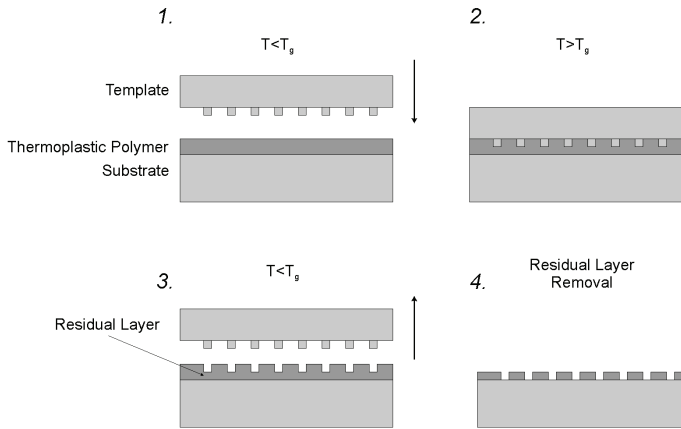 1.
T<Tg
Template
Thermoplastic Polymer
Substrate
2.
T>Tg
3.
T<Tg
Residual Layer
4.
Residual Layer
Removal